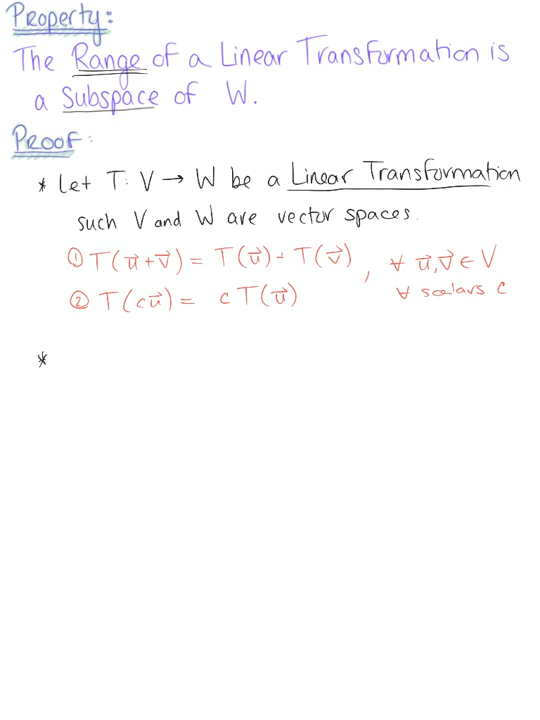 Property:
The Range of a Linear Transformation is
a Subspace of W.
Proof:
* Let T: V → W be a Linear Transformation
such V and W are vector spaces.
① T(u⃗+v⃗) = T(u⃗) + T(v⃗) , ∀ u⃗,v⃗ ∈ V
② T(cu⃗) = cT(u⃗) ∀ scalars c
*